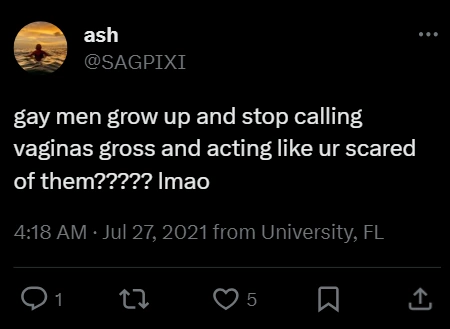 ash
@SAGPIXI
gay men grow up and stop calling
vaginas gross and acting like ur scared
of them????? lmao
4:18 AM · Jul 27, 2021 from University, FL
1
5